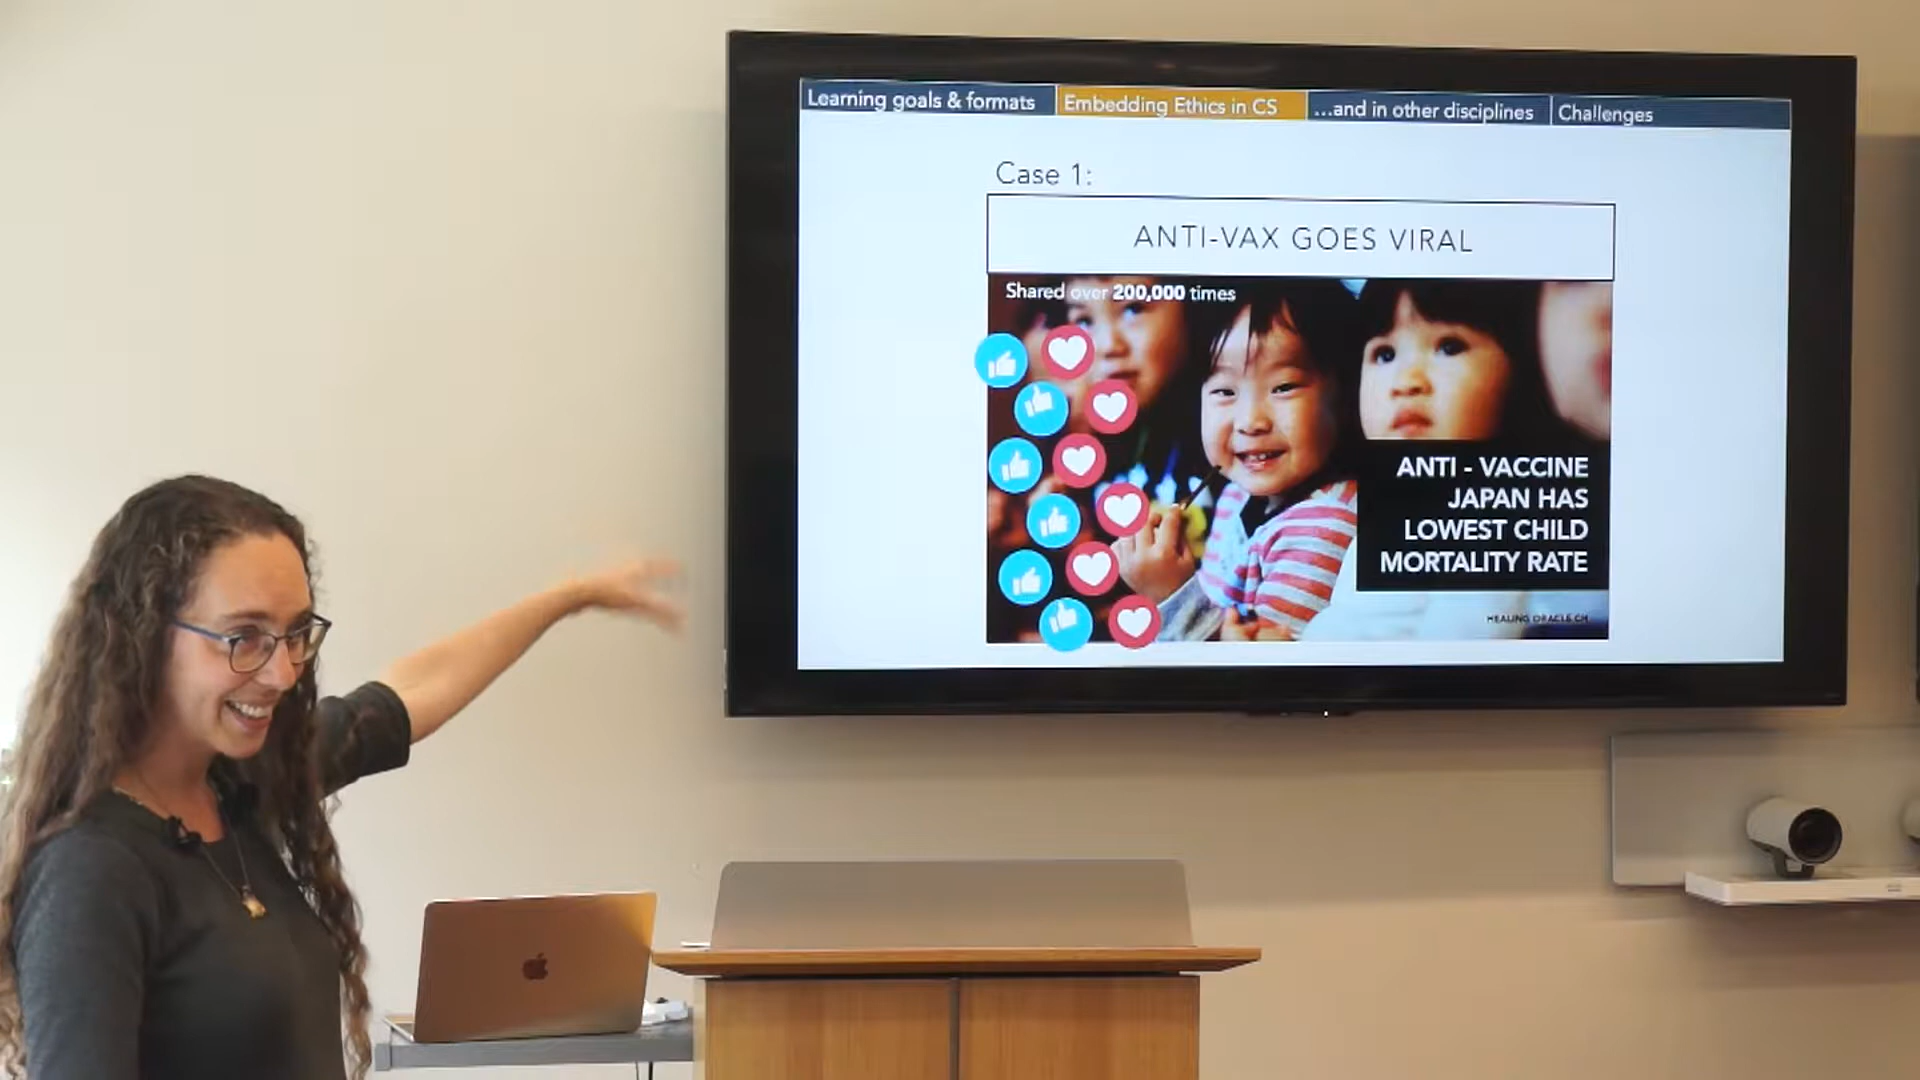 Learning goals & formats
Embedding Ethics in CS
...and in other disciplines
Challenges
Case 1:
ANTI-VAX GOES VIRAL
Shared over 200,000 times
ANTI - VACCINE
JAPAN HAS
LOWEST CHILD
MORTALITY RATE
HEALING ORACLE.CH